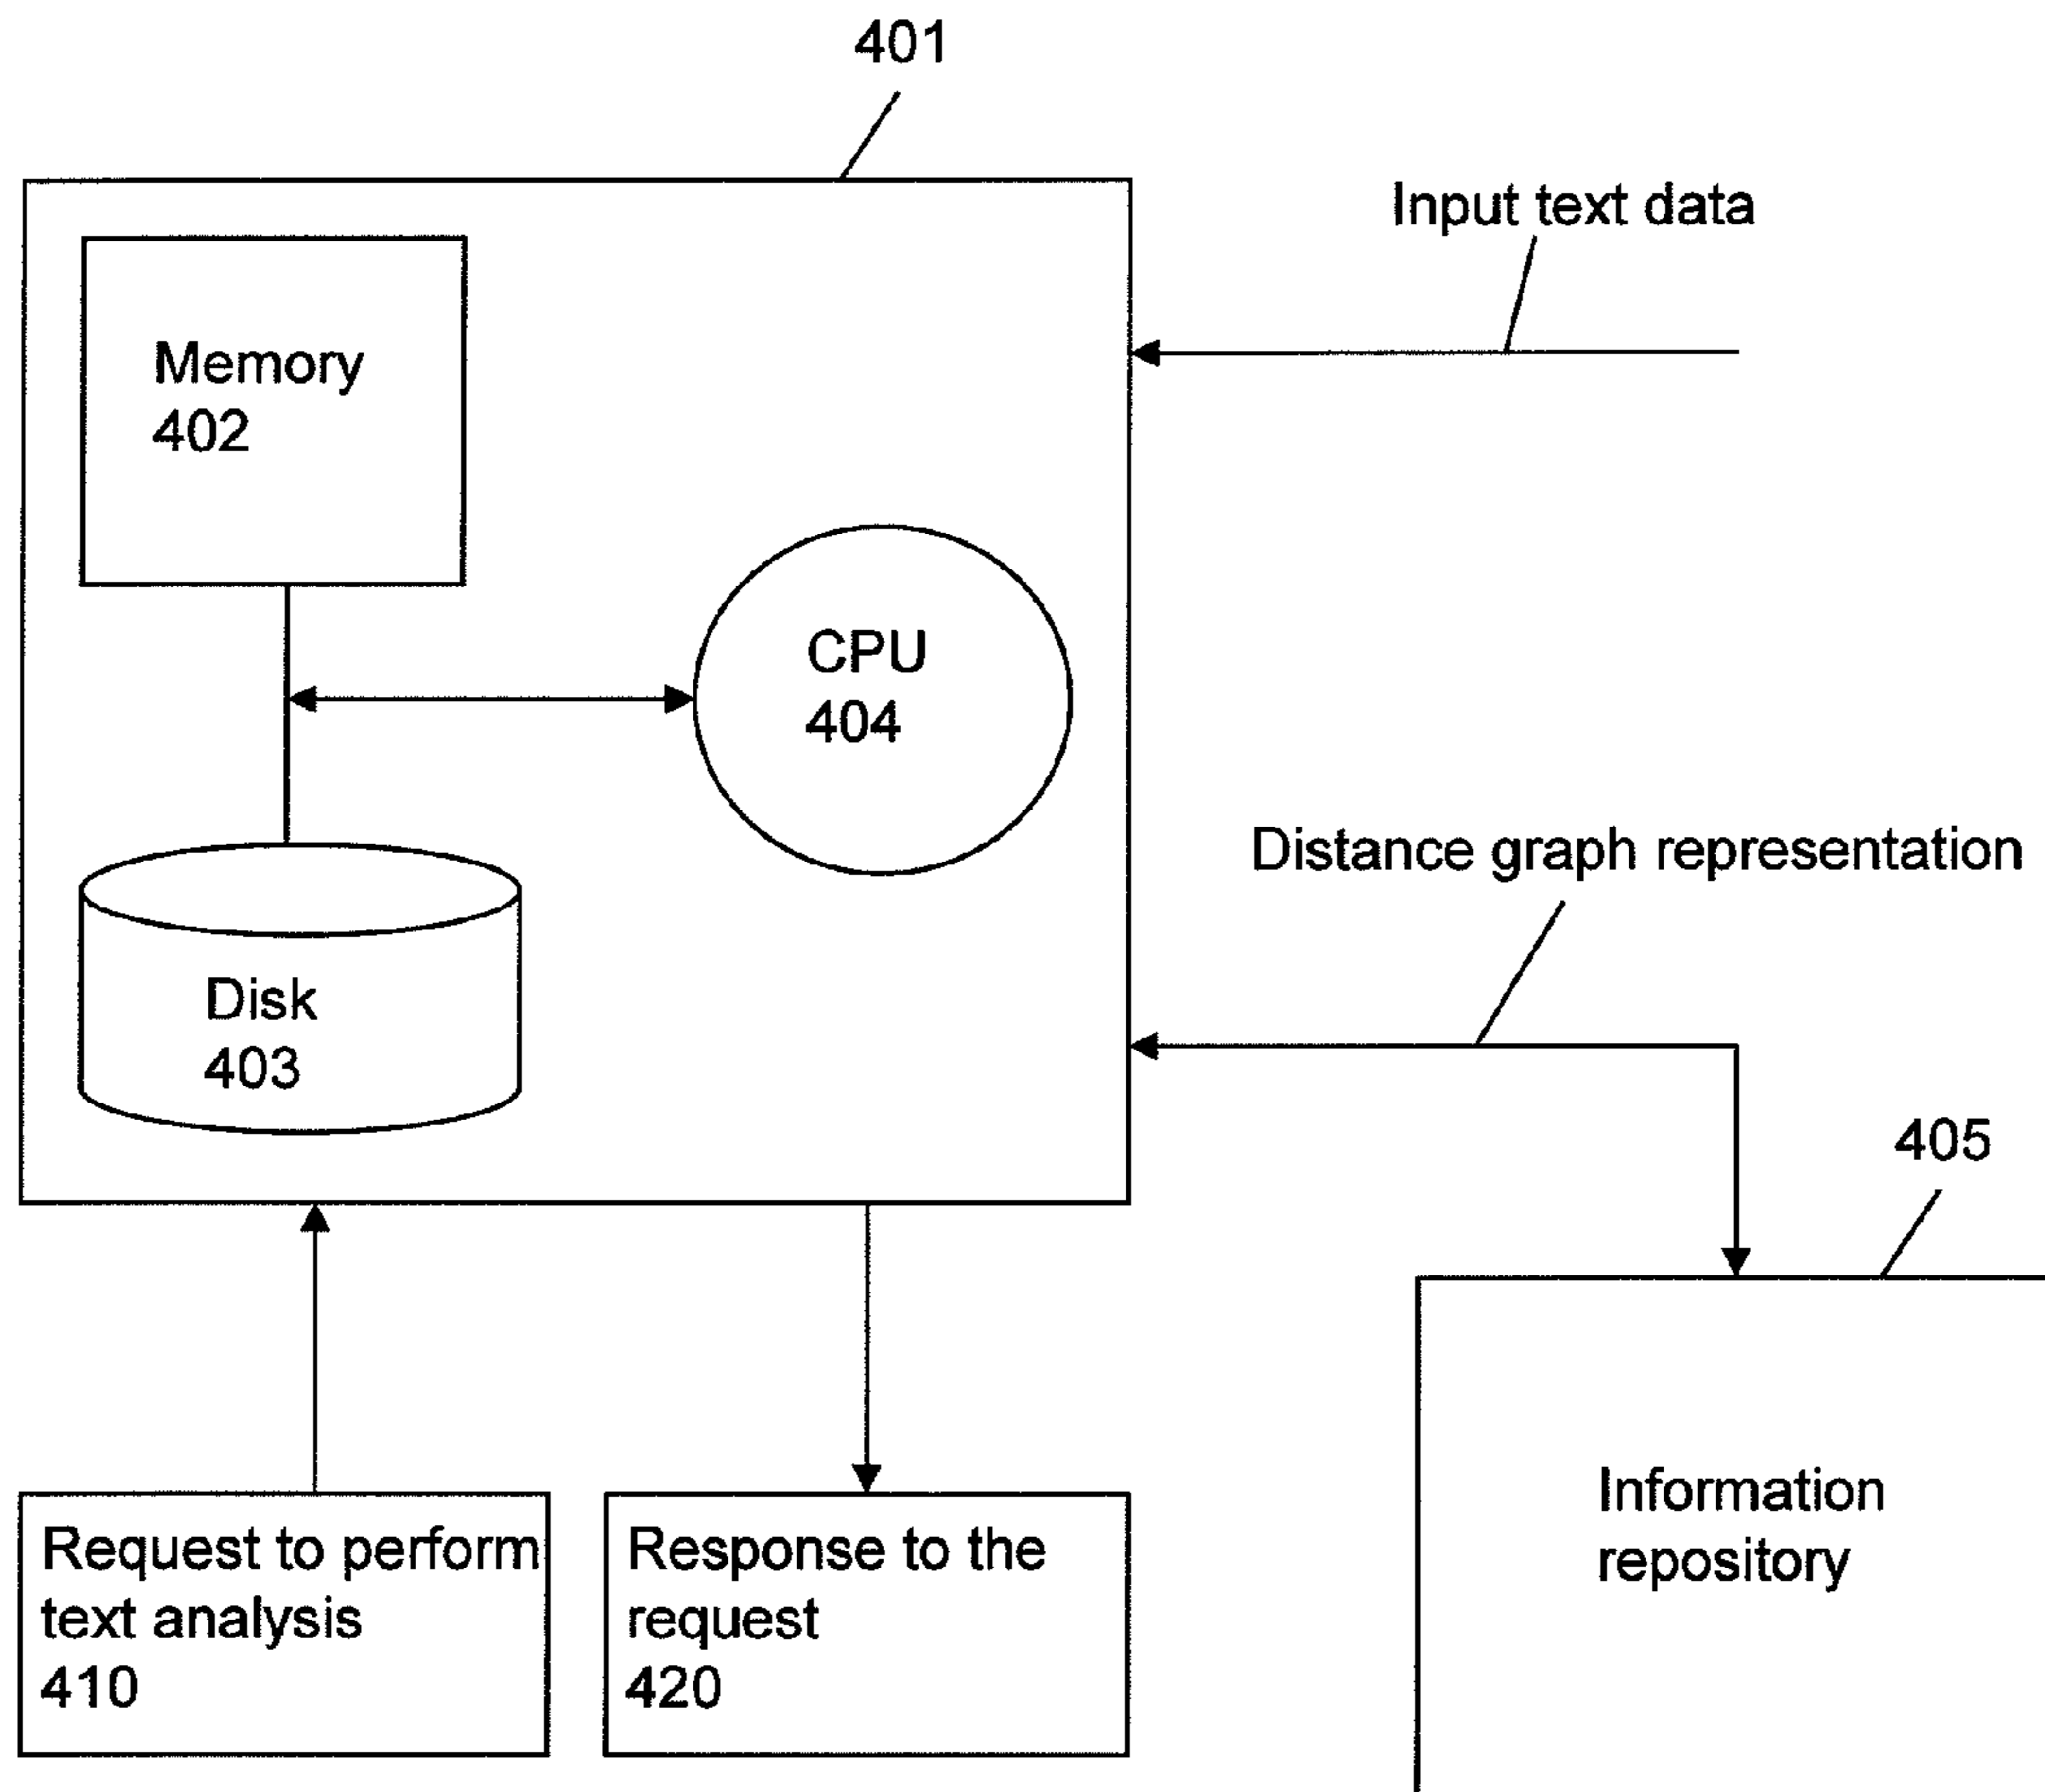 401
Input text data
Memory
402
CPU
404
Distance graph representation
Disk
403
405
Information
repository
Request to perform
text analysis
410
Response to the
request
420